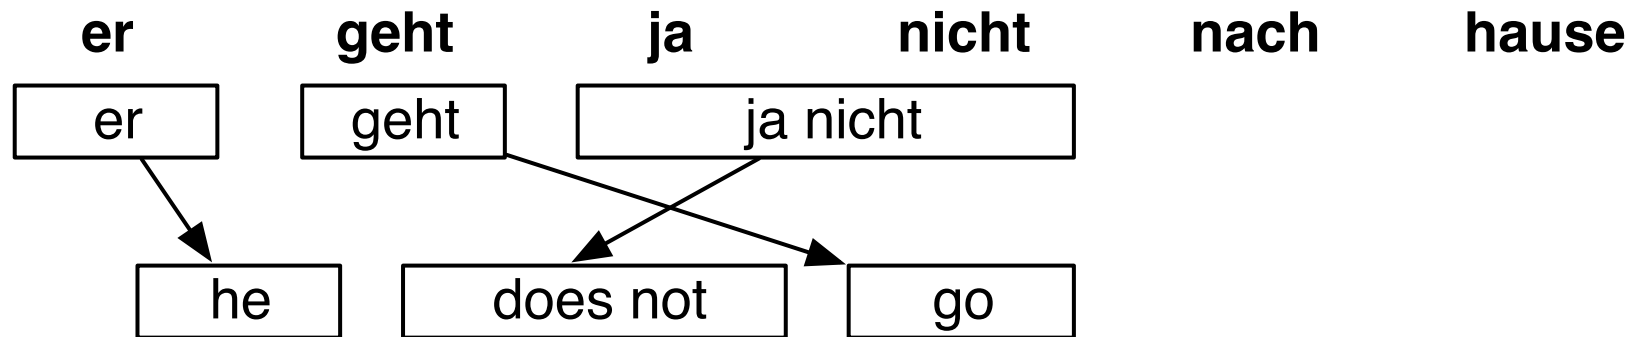 er geht ja nicht nach hause
er geht ja nicht
he does not go